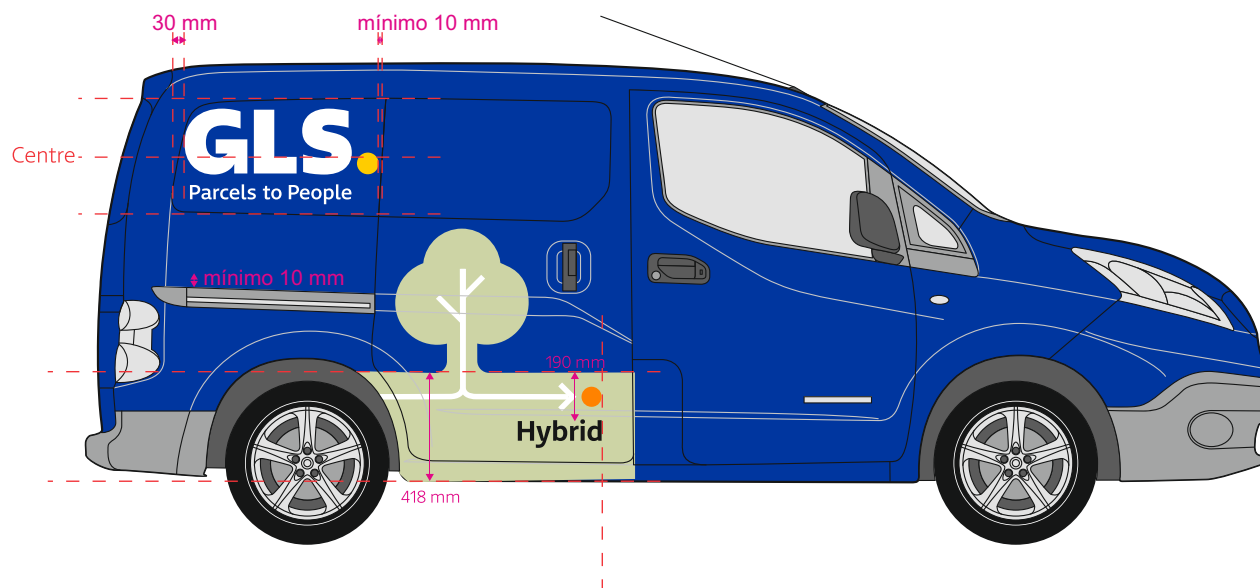 30 mm
mínimo 10 mm
Centre
GLS.
Parcels to People
mínimo 10 mm
190 mm
Hybrid
418 mm